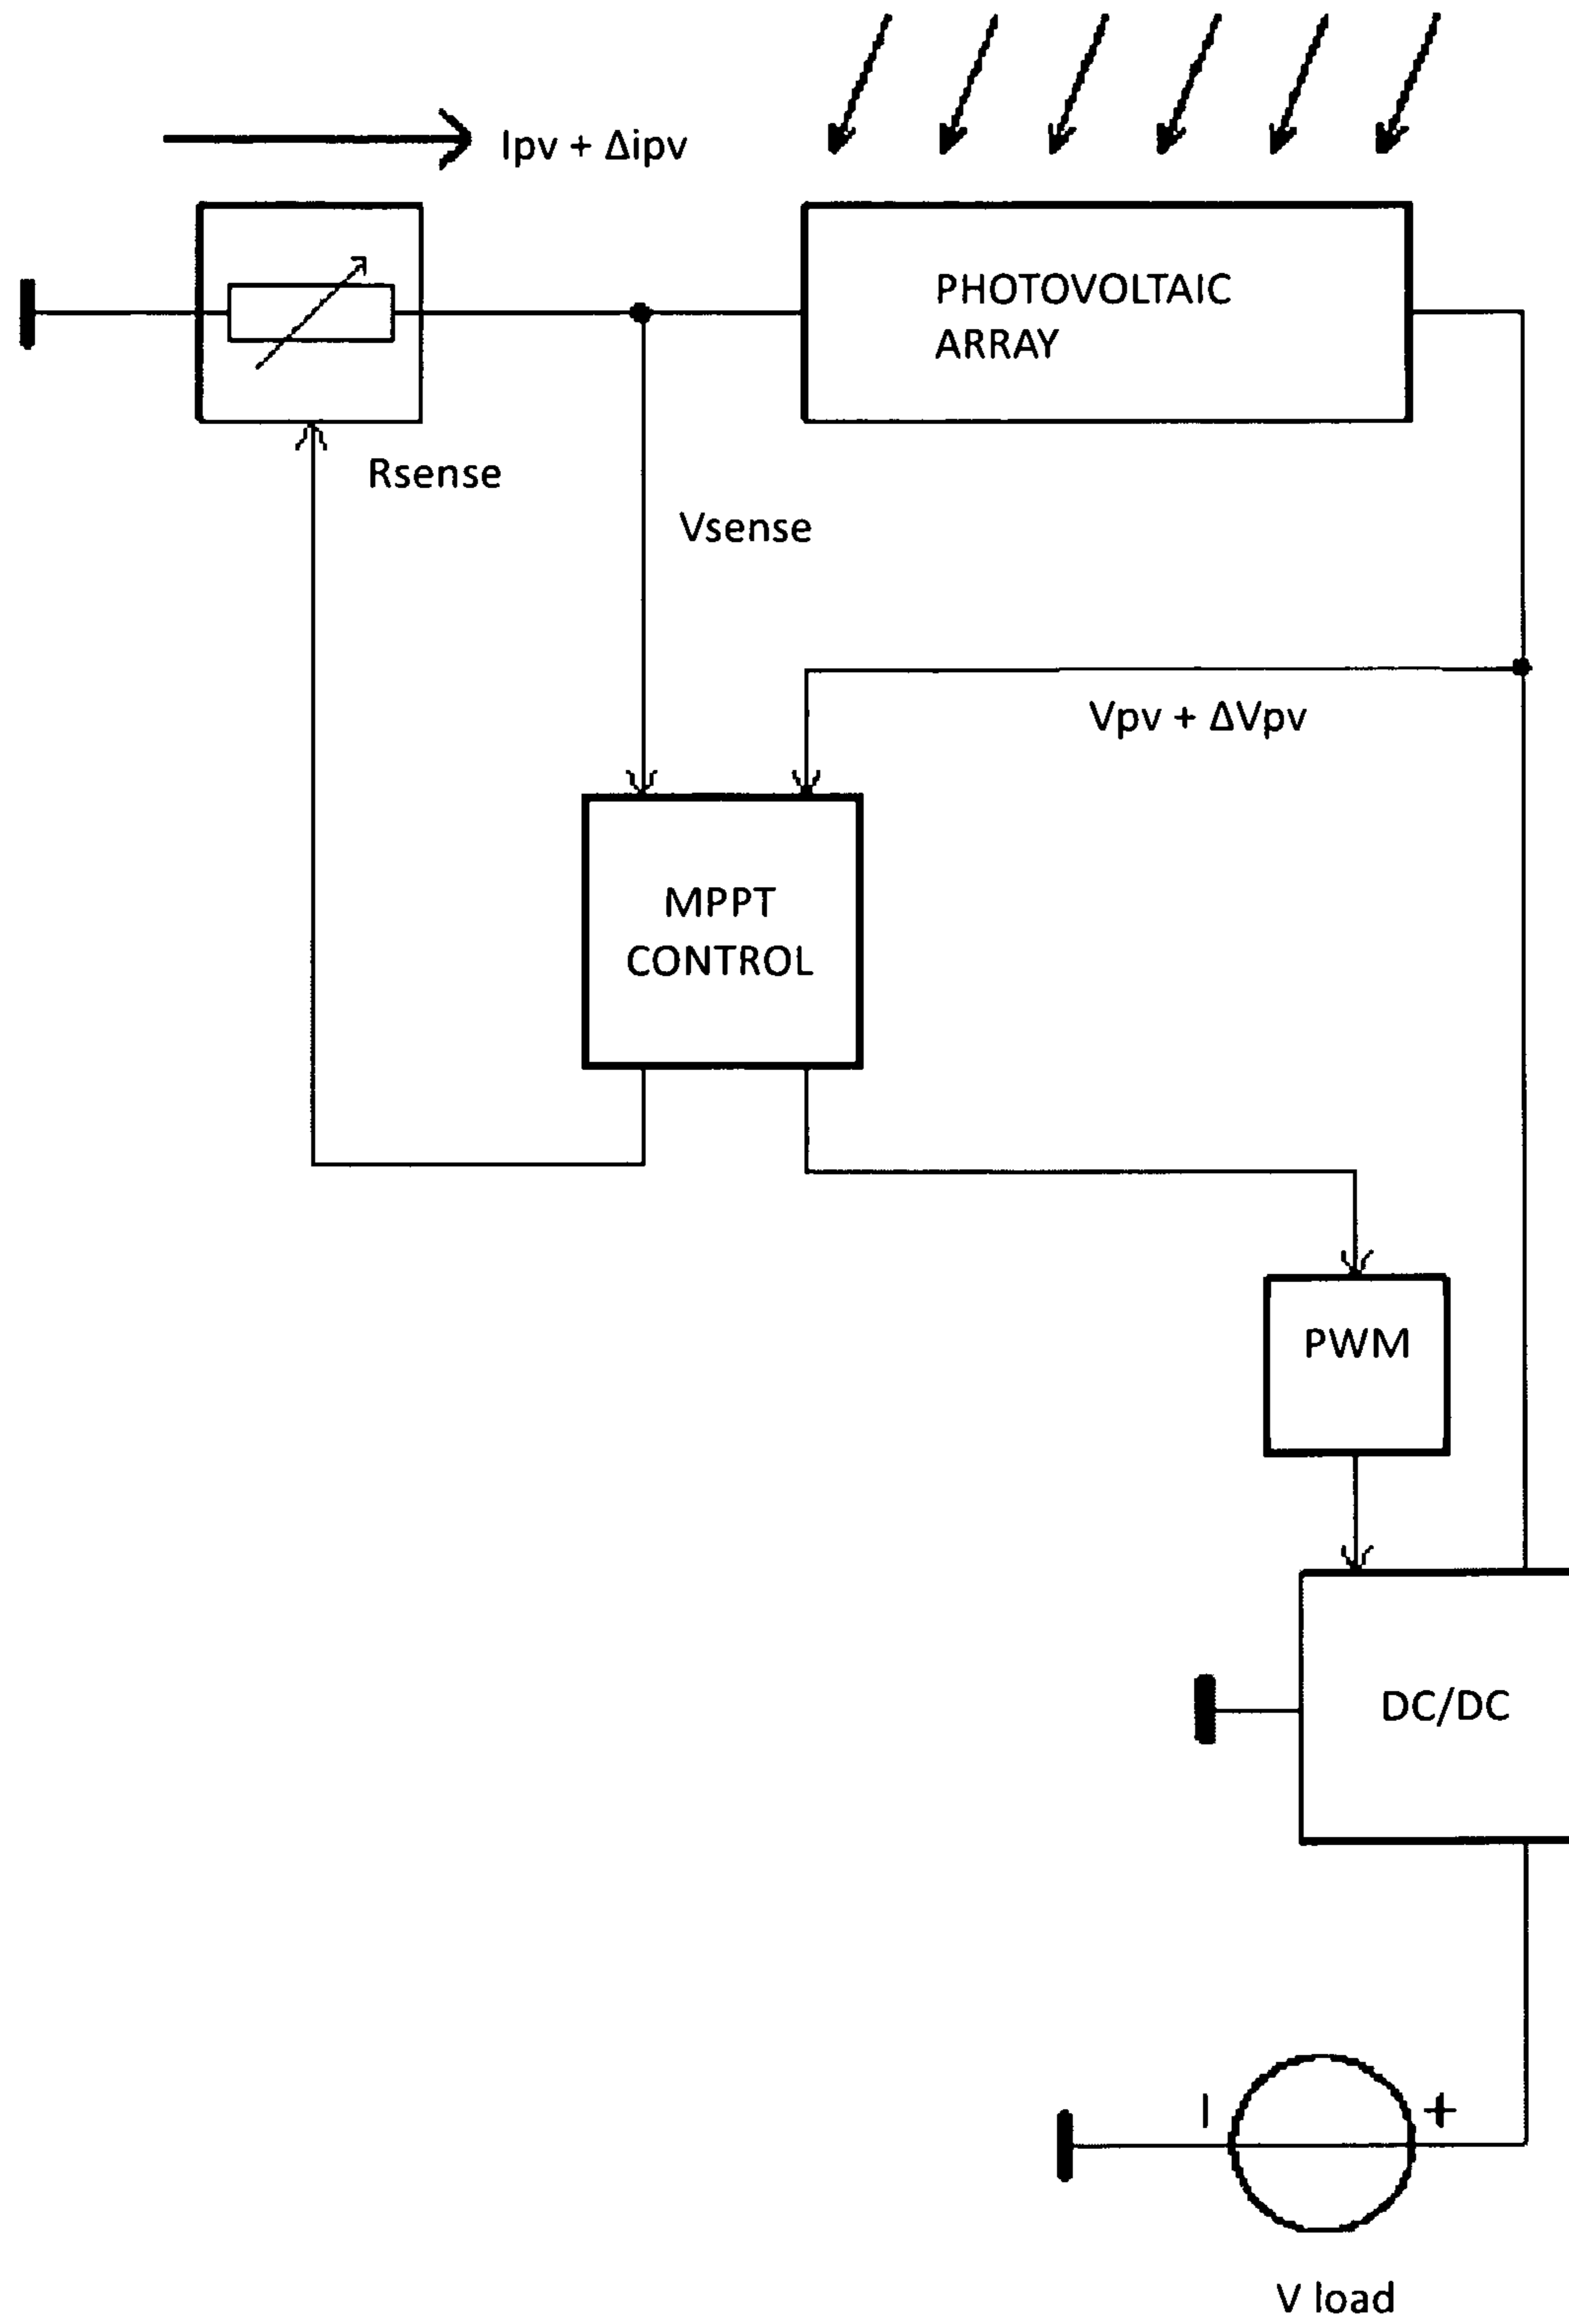 Ipv + Δipv
PHOTOVOLTAIC
ARRAY
Rsense
Vsense
Vpv + ΔVpv
MPPT
CONTROL
PWM
DC/DC
I +
V load